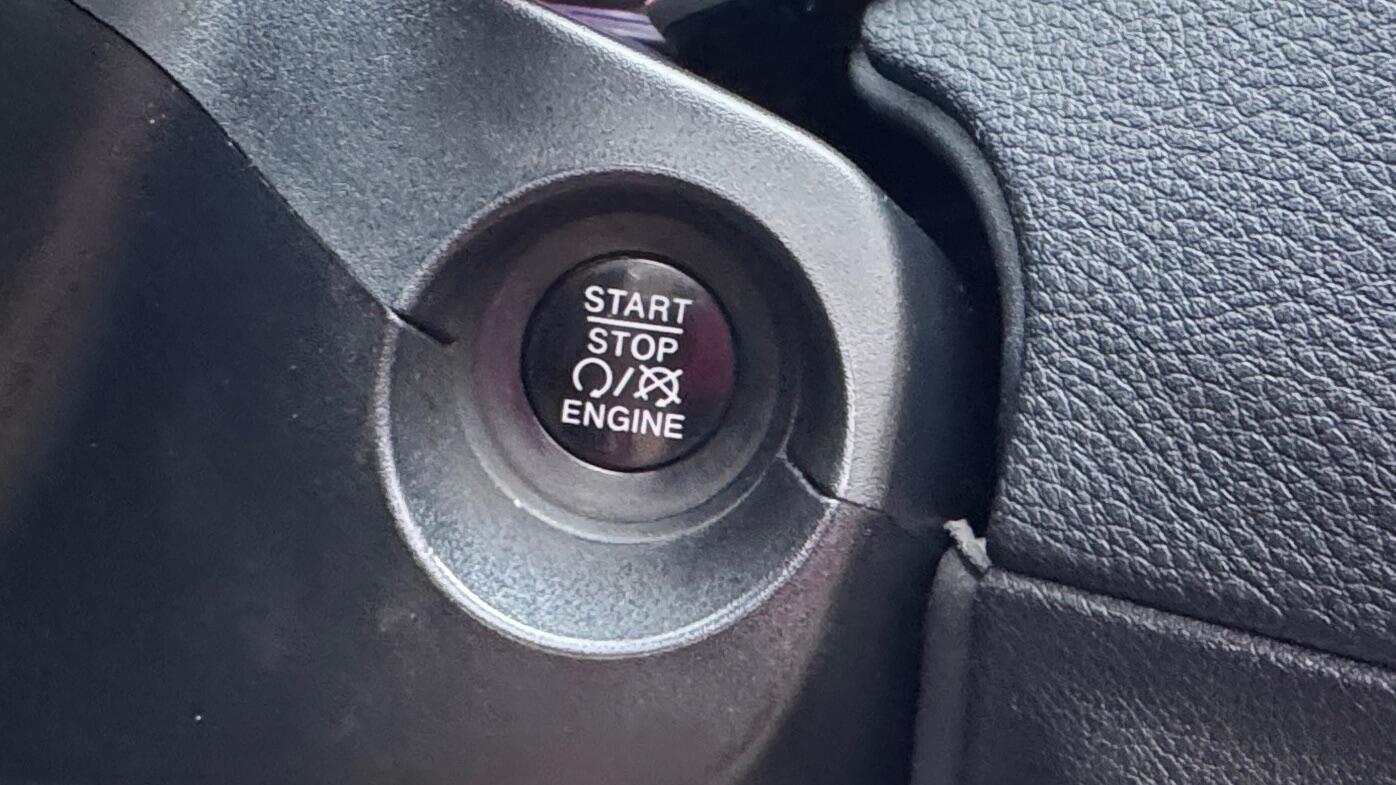 START
STOP
/
ENGINE